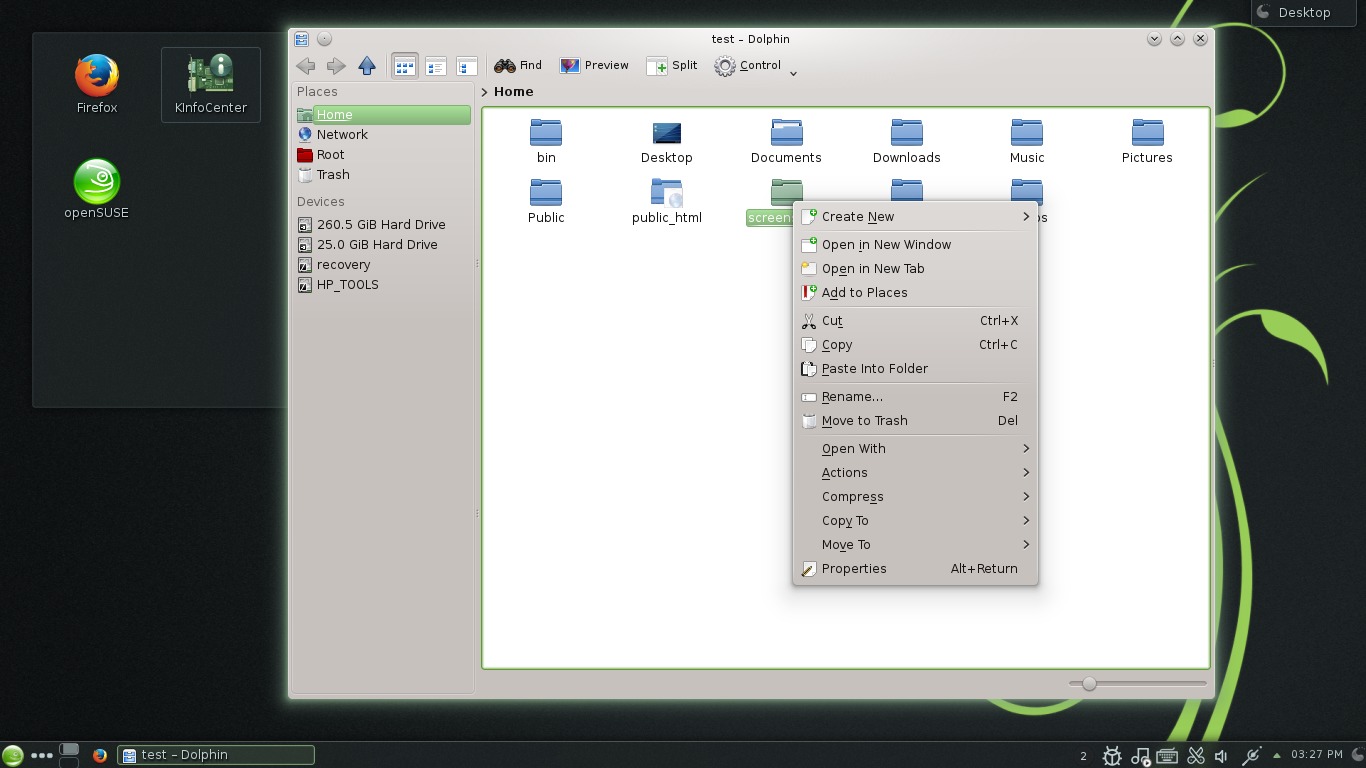 Desktop
test – Dolphin
Firefox
KInfoCenter
openSUSE
Find
Preview
Split
Control
Places
Home
Network
Root
Trash
Devices
260.5 GiB Hard Drive
25.0 GiB Hard Drive
recovery
HP_TOOLS
Home
bin
Desktop
Documents
Downloads
Music
Pictures
Public
public_html
Create New
Open in New Window
Open in New Tab
Add to Places
Cut Ctrl+X
Copy Ctrl+C
Paste Into Folder
Rename... F2
Move to Trash Del
Open With
Actions
Compress
Copy To
Move To
Properties Alt+Return
test – Dolphin
2
03:27 PM